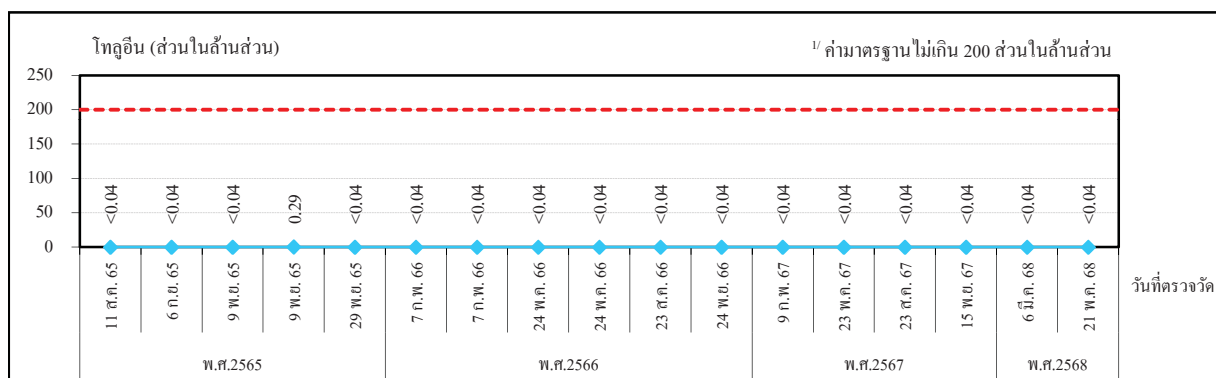 โทลูอีน (ส่วนในล้านส่วน)
1/ ค่ามาตรฐานไม่เกิน 200 ส่วนในล้านส่วน
250
200
150
100
50
0
<0.04 <0.04 <0.04 0.29 <0.04 <0.04 <0.04 <0.04 <0.04 <0.04 <0.04 <0.04 <0.04 <0.04 <0.04 <0.04 <0.04
11 ส.ค. 65 6 ก.ย. 65 9 พ.ย. 65 9 พ.ย. 65 29 พ.ย. 65 7 ก.พ. 66 7 ก.พ. 66 24 พ.ค. 66 24 พ.ค. 66 23 ส.ค. 66 24 พ.ย. 66 9 ก.พ. 67 23 พ.ค. 67 23 ส.ค. 67 15 พ.ย. 67 6 มี.ค. 68 21 พ.ค. 68
วันที่ตรวจวัด
พ.ศ.2565 พ.ศ.2566 พ.ศ.2567 พ.ศ.2568